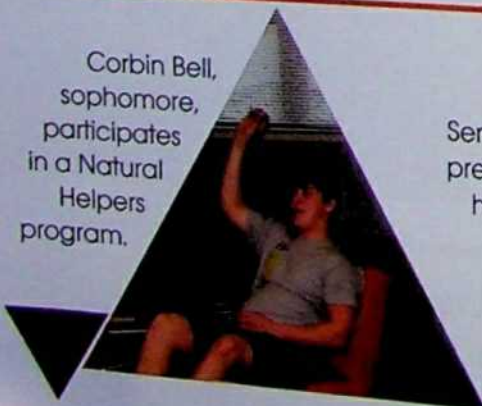 Corbin Bell,
sophomore,
participates
in a Natural
Helpers
program.